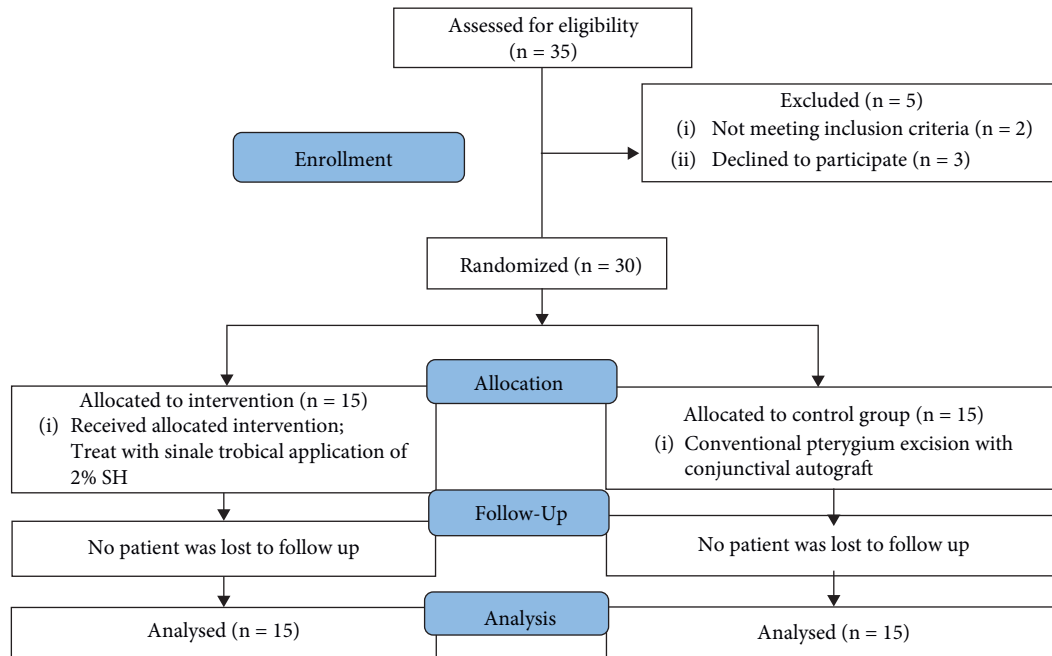 Assessed for eligibility
(n = 35)
Excluded (n = 5)
(i) Not meeting inclusion criteria (n = 2)
(ii) Declined to participate (n = 3)
Enrollment
Randomized (n = 30)
Allocation
Allocated to intervention (n = 15)
(i) Received allocated intervention;
Treat with sinale trobical application of
2% SH
Allocated to control group (n = 15)
(i) Conventional pterygium excision with
conjunctival autograft
Follow-Up
No patient was lost to follow up
No patient was lost to follow up
Analysis
Analysed (n = 15)
Analysed (n = 15)